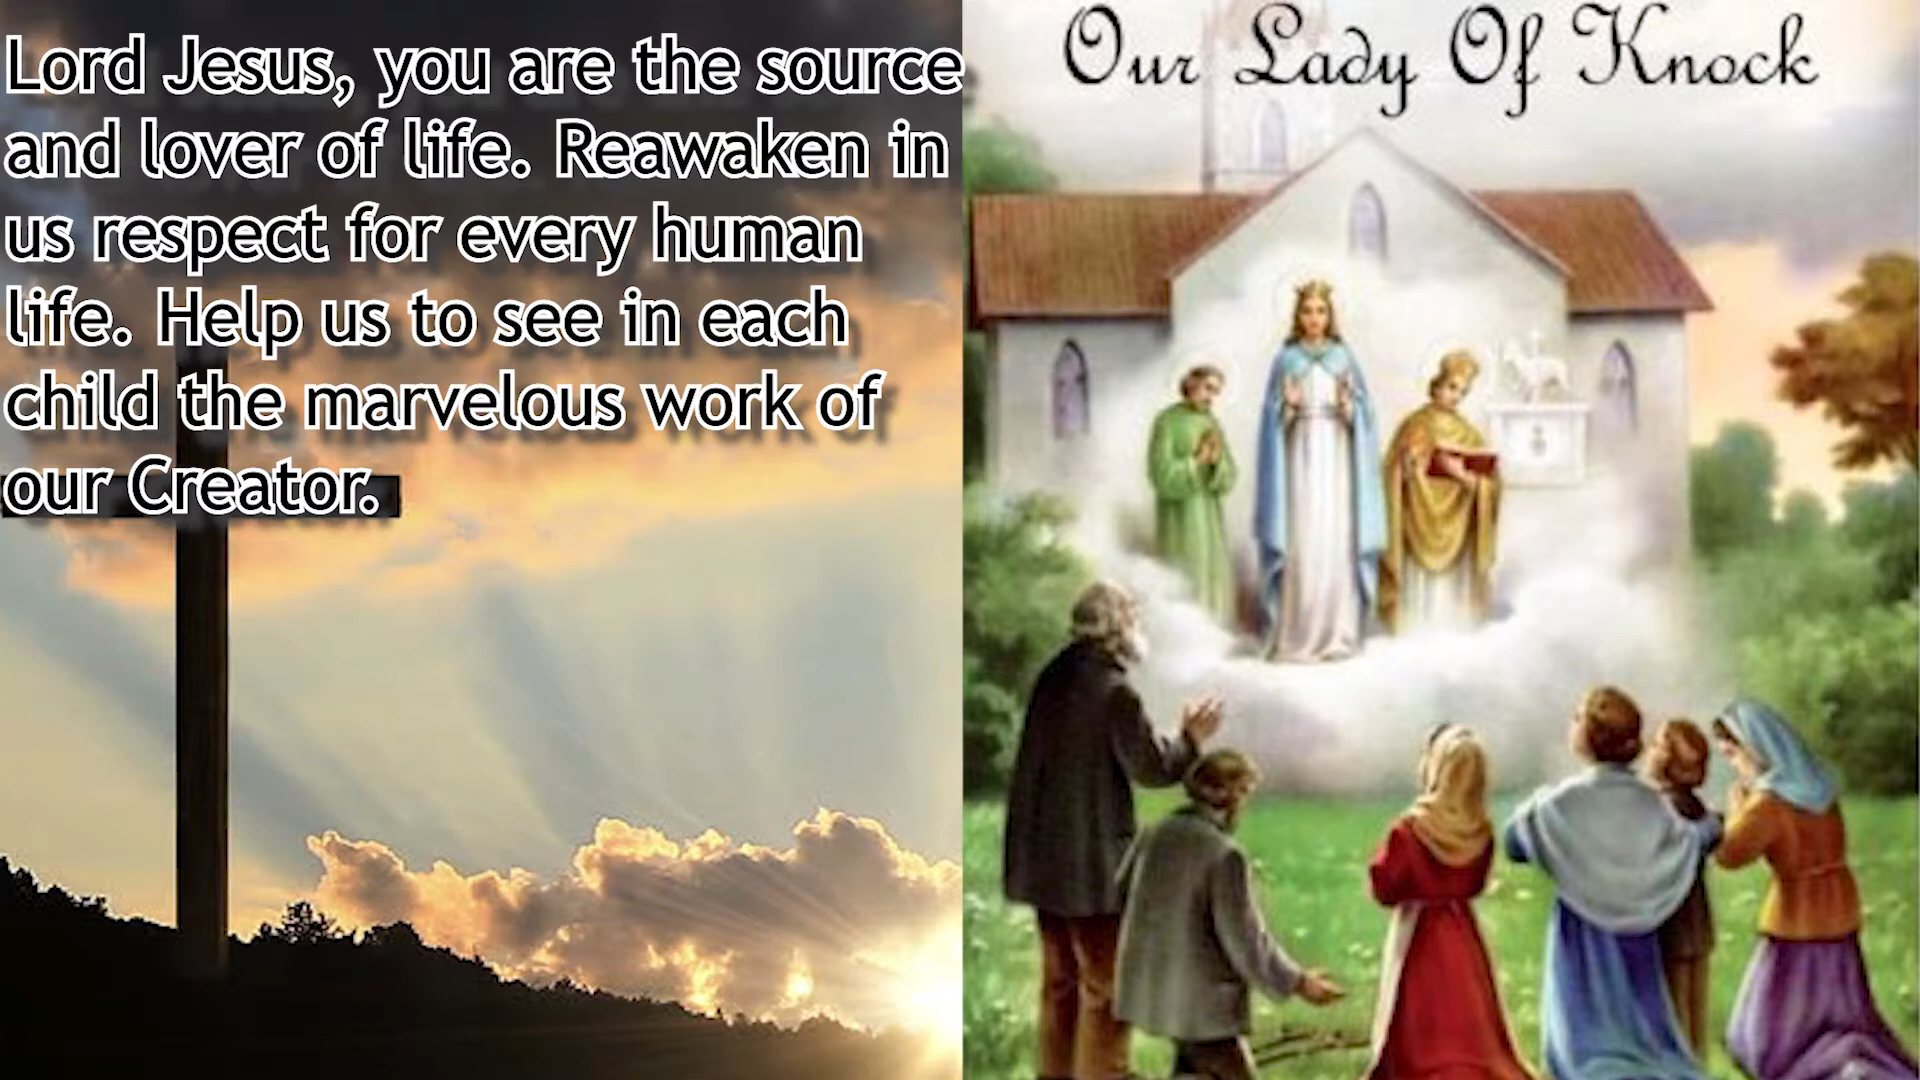 Lord Jesus, you are the source
and lover of life. Reawaken in
us respect for every human
life. Help us to see in each
child the marvelous work of
our Creator.
Our Lady Of Knock